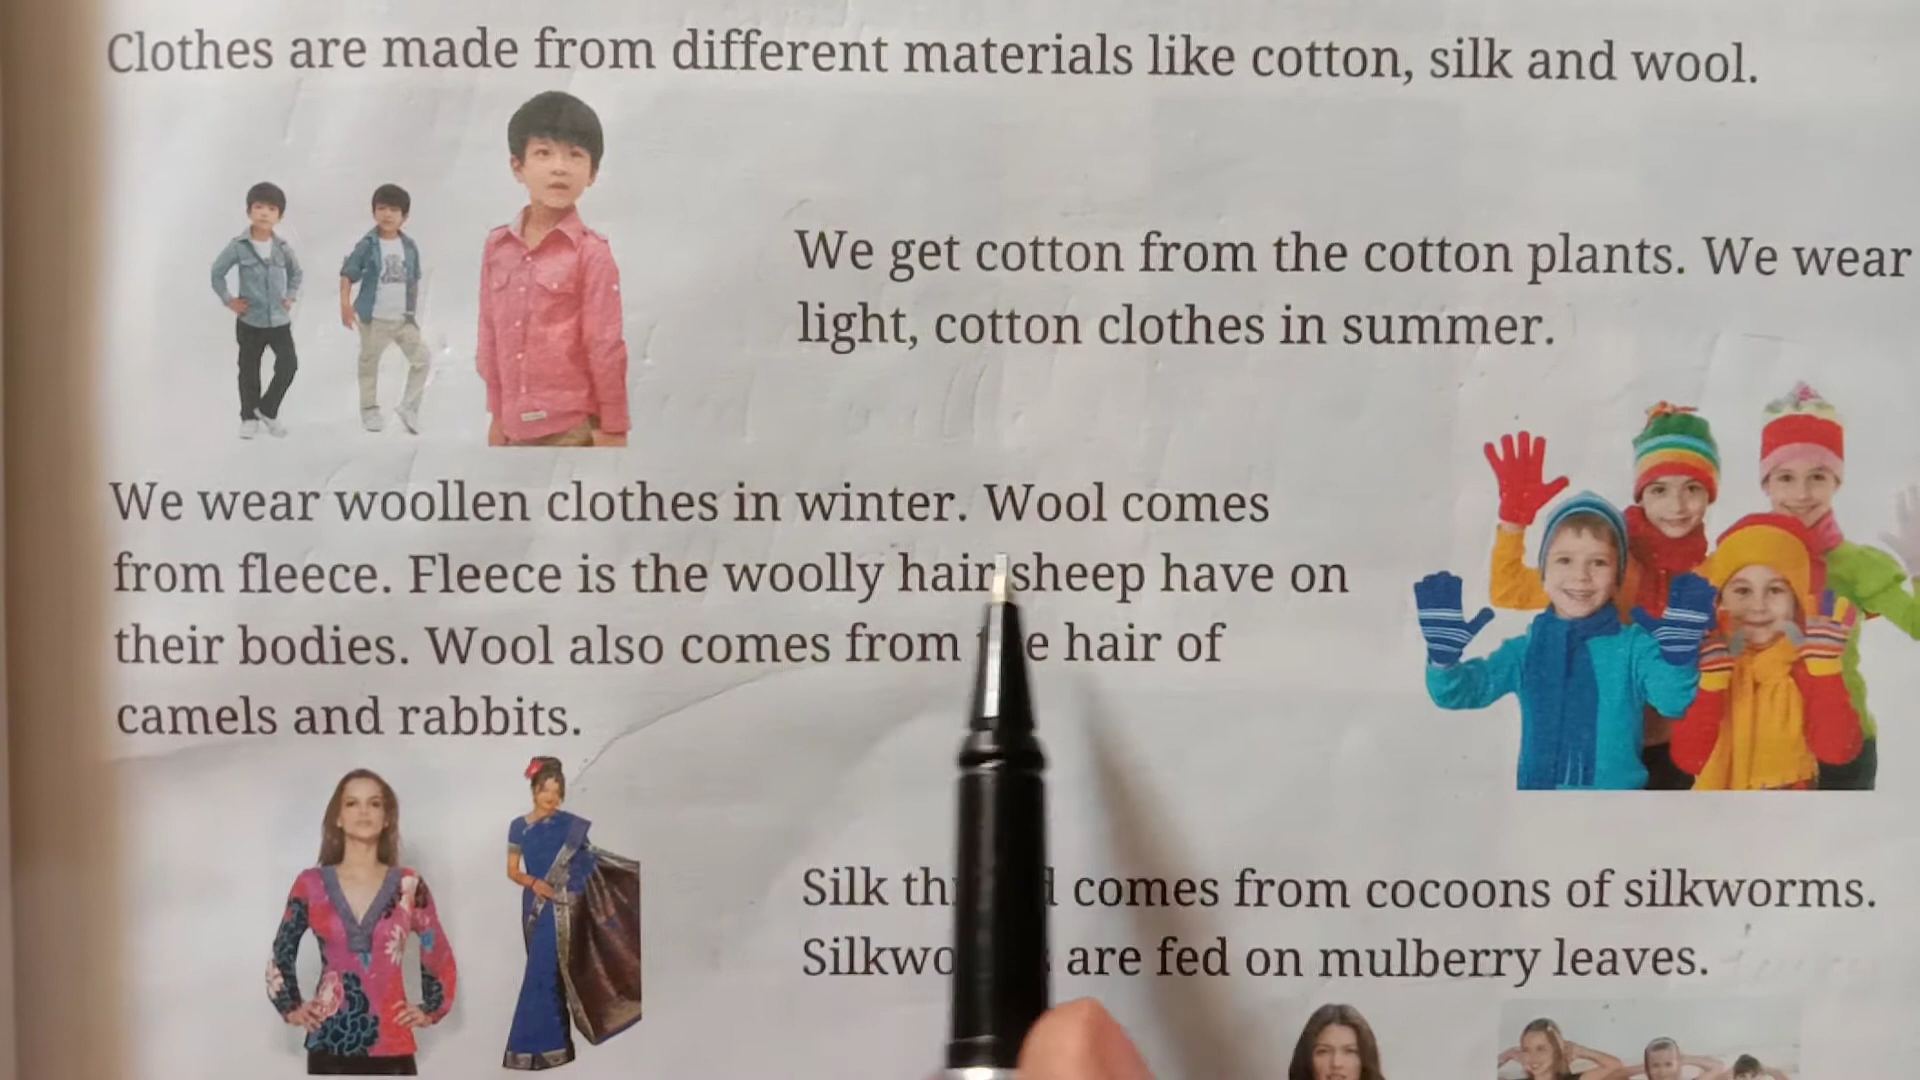 Clothes are made from different materials like cotton, silk and wool.
We get cotton from the cotton plants. We wear
light, cotton clothes in summer.
We wear woollen clothes in winter. Wool comes
from fleece. Fleece is the woolly hair sheep have on
their bodies. Wool also comes from the hair of
camels and rabbits.
Silk comes from cocoons of silkworms.
are fed on mulberry leaves.